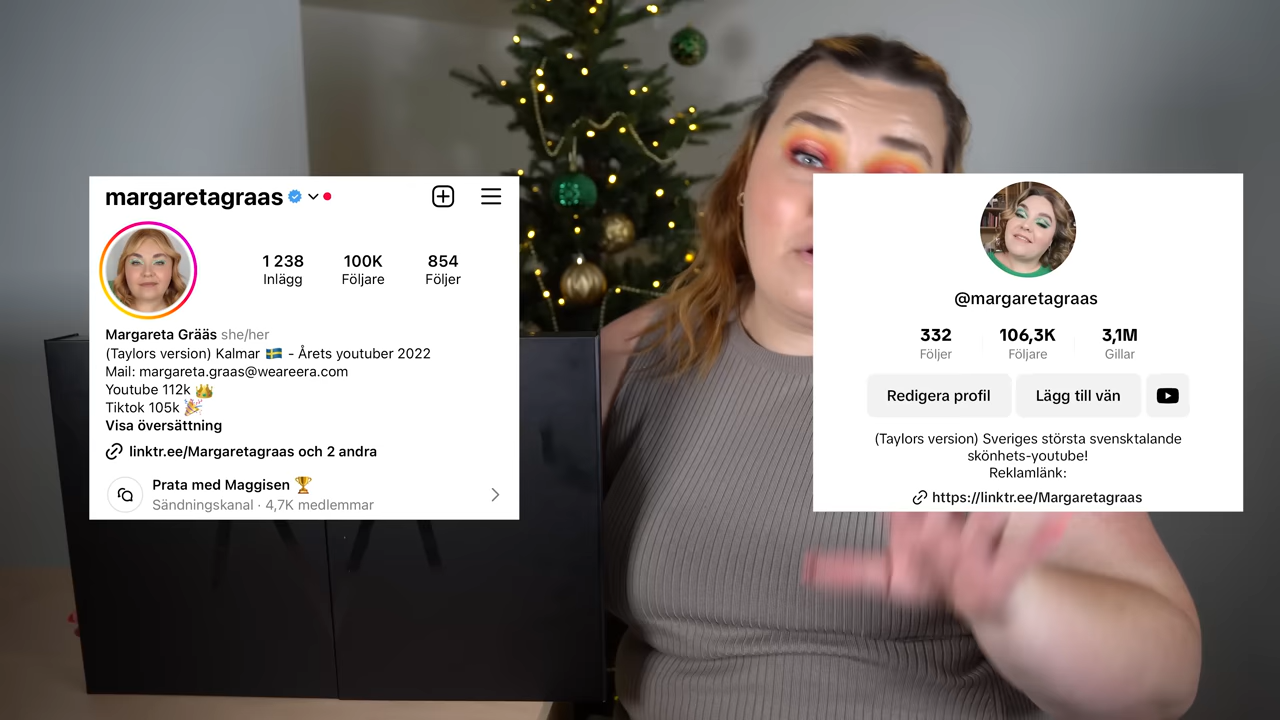 margaretagraas
1 238
100K
854
Inlägg
Följare
Följer
Margareta Grääs she/her
(Taylors version) Kalmar 🇸🇪 - Årets youtuber 2022
Mail: margareta.graas@weareera.com
Youtube 112k 👑
Tiktok 105k 🎉
Visa översättning
linktr.ee/Margaretagraas och 2 andra
Prata med Maggisen 🏆
Sändningskanal · 4,7K medlemmar
@margaretagraas
332
106,3K
3,1M
Följer
Följare
Gillar
Redigera profil
Lägg till vän
(Taylors version) Sveriges största svensktalande
skönhets-youtube!
Reklamlänk:
https://linktr.ee/Margaretagraas